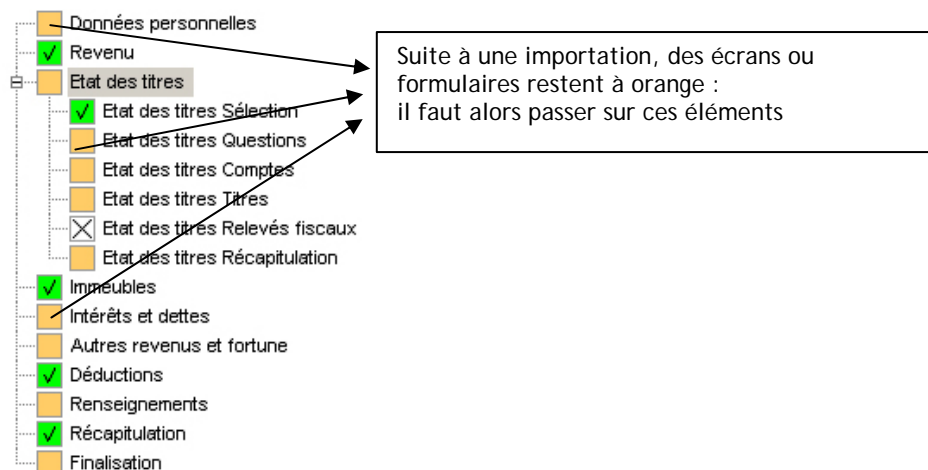 Données personnelles
Revenu
Etat des titres
Etat des titres Sélection
Etat des titres Questions
Etat des titres Comptes
Etat des titres Titres
Etat des titres Relevés fiscaux
Etat des titres Récapitulation
Immeubles
Intérêts et dettes
Autres revenus et fortune
Déductions
Renseignements
Récapitulation
Finalisation
Suite à une importation, des écrans ou
formulaires restent à orange :
il faut alors passer sur ces éléments